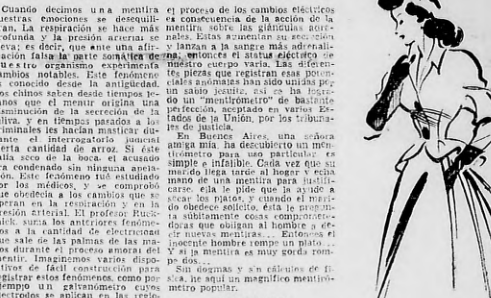 Cuando decimos una mentira
nuestras emociones se desequili-
bran. La respiración se hace más
profunda y la presión arterial se
eleva; es decir, que ante una afir-
mación falsa la parte somática de
nuestro organismo experimenta
cambios notables. Este fenómeno
es conocido desde la antigüedad.
Los chinos saben desde tiempos le-
janos que el mentir origina una
disminución de la secreción de la
saliva, y en tiempos pasados a los
criminales les hacían masticar du-
rante el interrogatorio judicial
cierta cantidad de arroz. Si éste
salía seco de la boca, el acusado
era condenado sin ninguna apela-
ción. Este fenómeno fué estudiado
por los médicos, y se comprobó
que obedecía a los cambios que se
operan en la respiración y en la
presión arterial. El profesor
suma los anteriores fenóme-
nos a la cantidad de electricidad
que sale de las palmas de las ma-
nos durante el proceso amoral del
mentir. Imaginemos varios dispo-
sitivos de fácil construcción para
registrar estos fenómenos, como por
ejemplo un galvanómetro cuyos
electrodos se aplican en las
el proceso de los cambios eléctricos
es consecuencia de la acción de la
mentira sobre las glándulas
nales. Estas aumentan su secreción
y lanzan a la sangre más adrenali-
na, entonces el status eléctrico de
nuestro cuerpo varía. Las diferen-
tes piezas que registran esas poten-
ciales anómalas han sido unidas por
un sabio jesuíta, así se ha logra-
do un "mentirómetro" de bastante
perfección, aceptado en varios Es-
tados de la Unión, por los tribuna-
les de justicia.
En Buenos Aires, una señora
amiga mía, ha descubierto un men-
tirómetro para uso particular es
simple e infalible. Cada vez que su
marido llega tarde al hogar y echa
mano de una mentira para justifi-
carse, ella le pide que la ayude a
secar los platos, y cuando el mari-
do obedece solícito, ésta le pregun-
ta súbitamente cosas comprome-
doras que obligan al hombre a de-
cir nuevas mentiras... Entonces el
inocente hombre rompe un plato...
Y si la mentira es muy gorda rom-
pe dos...
Sin dogmas y sin cálculos de fí-
sica, he aquí un magnífico mentiró-
metro popular.